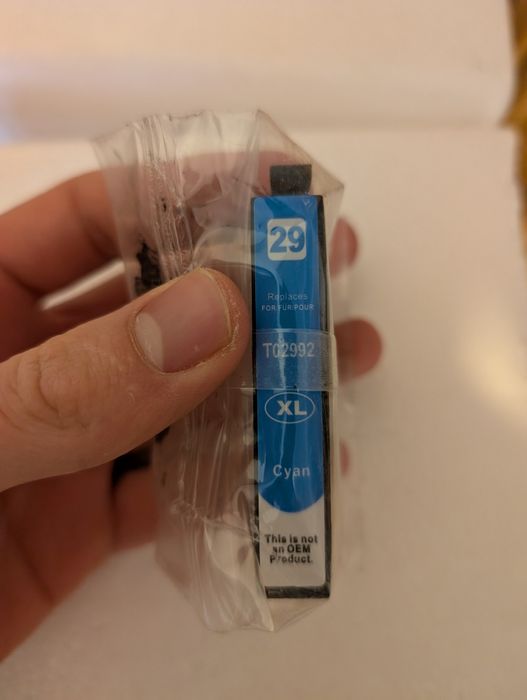 29
Replaces
FOR FÜR POUR
T02992
XL
Cyan
This is not
an OEM
Product.